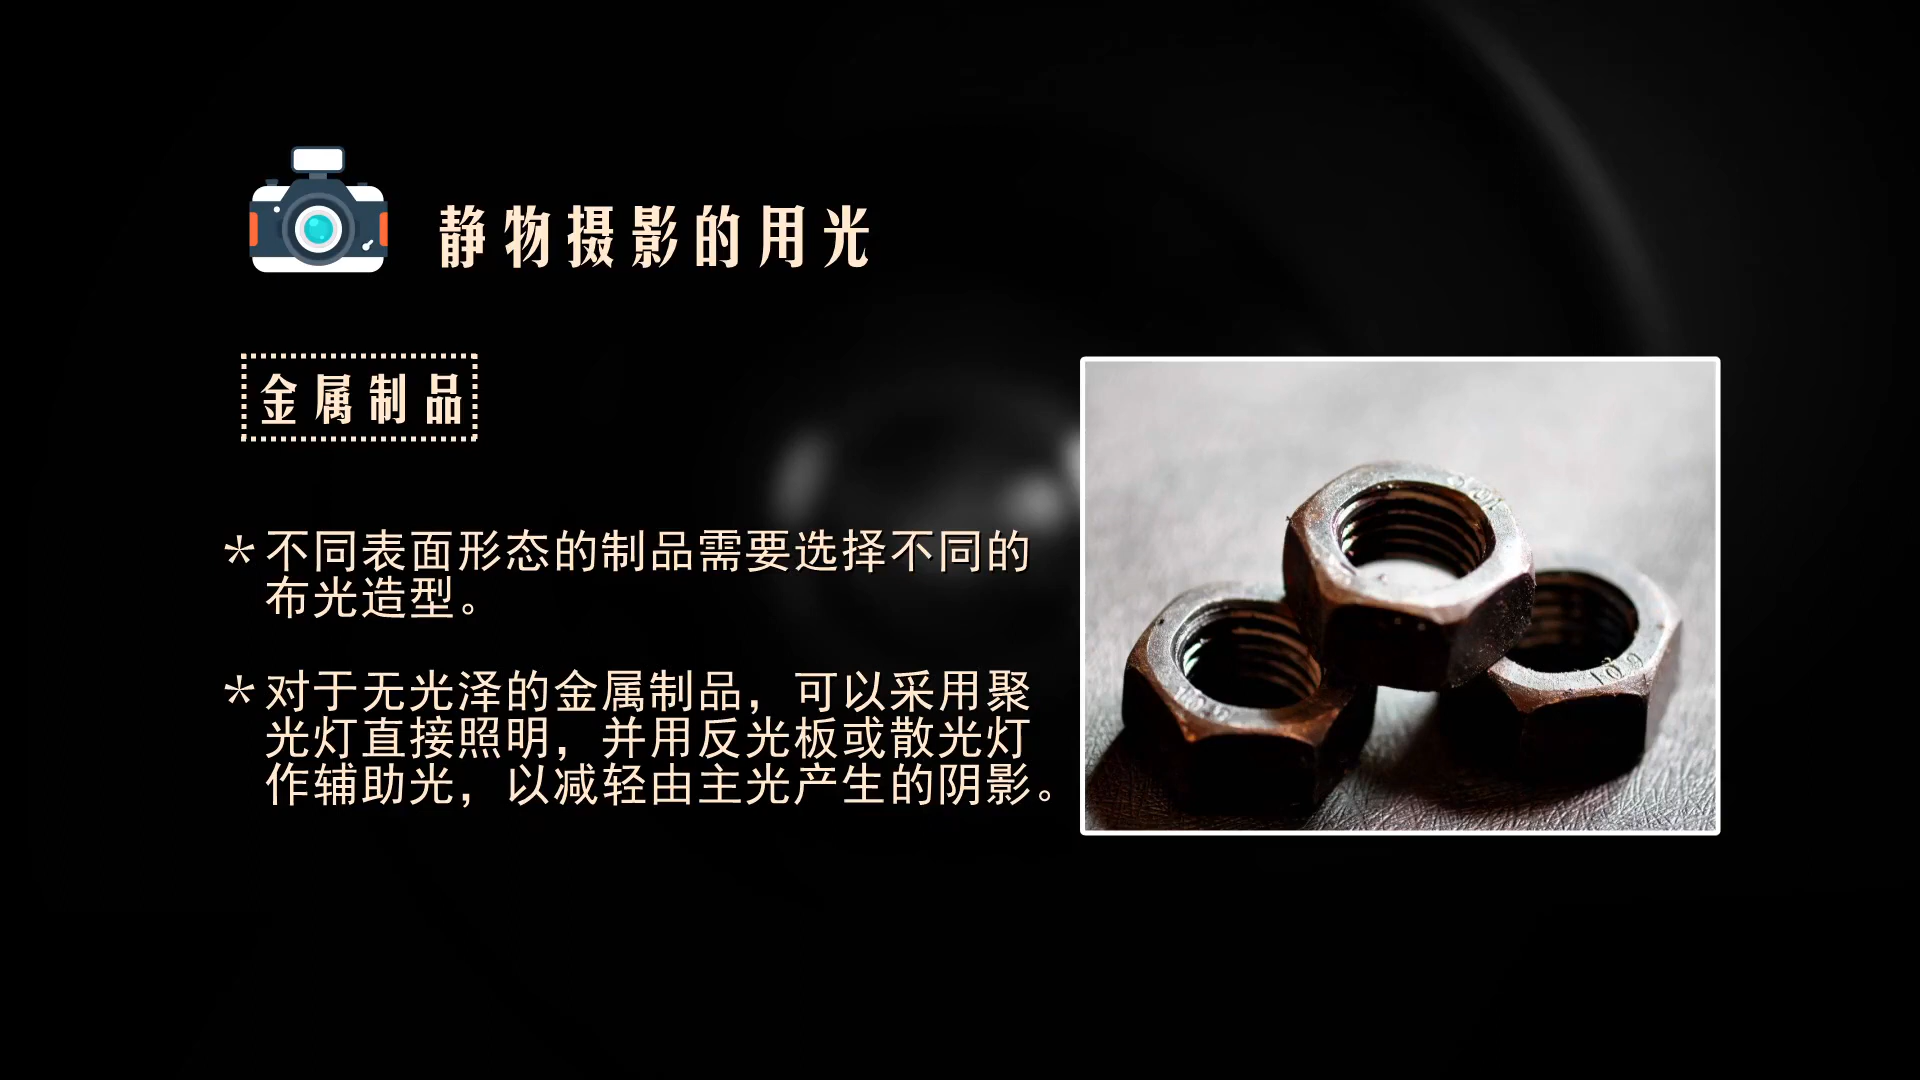 静物摄影的用光
金属制品
*不同表面形态的制品需要选择不同的
布光造型。
*对于无光泽的金属制品，可以采用聚
光灯直接照明，并用反光板或散光灯
作辅助光，以减轻由主光产生的阴影。